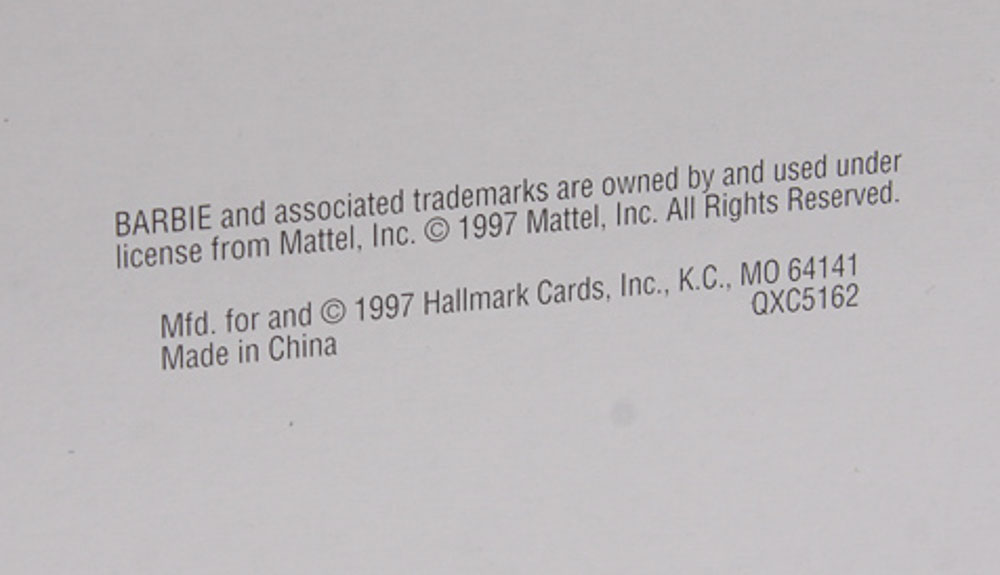 BARBIE and associated trademarks are owned by and used under
license from Mattel, Inc. © 1997 Mattel, Inc. All Rights Reserved.
Mfd. for and © 1997 Hallmark Cards, Inc., K.C., MO 64141
QXC5162
Made in China